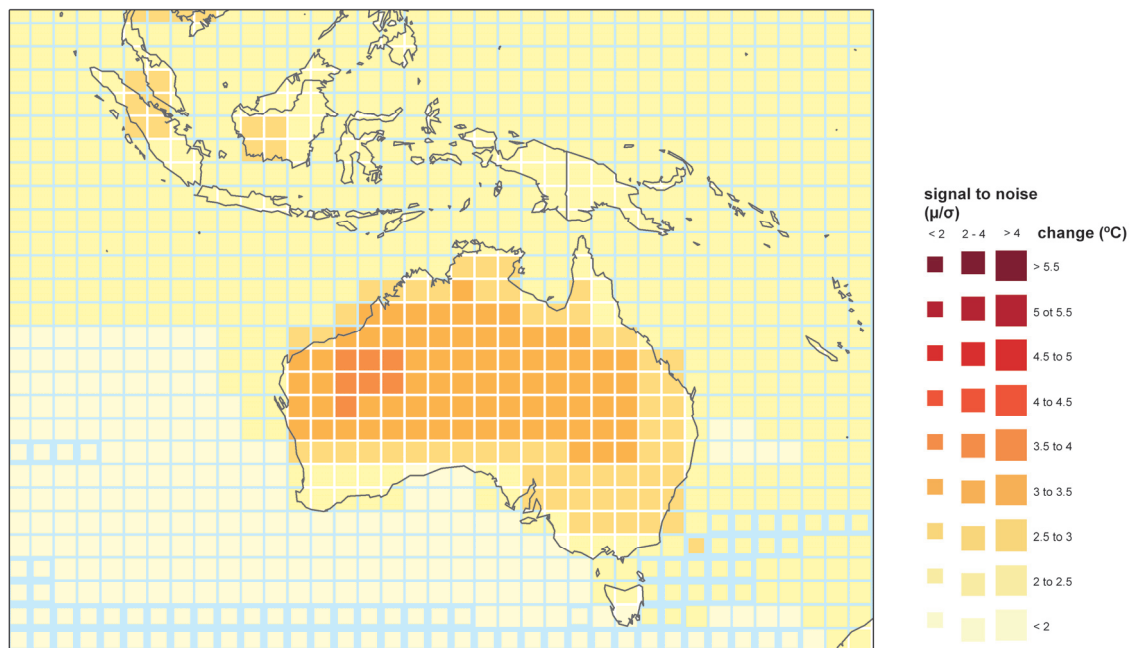 signal to noise
(μ/σ)
< 2 2 - 4 > 4 change (ºC)
> 5.5
5 ot 5.5
4.5 to 5
4 to 4.5
3.5 to 4
3 to 3.5
2.5 to 3
2 to 2.5
< 2